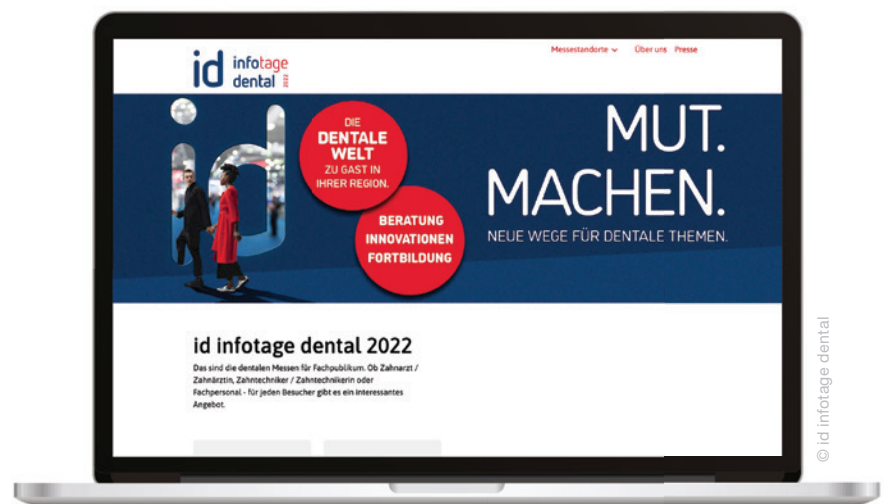 id infotage
dental 2022
Messestandorte Über uns Presse
DIE
DENTALE
WELT
ZU GAST IN
IHRER REGION.
BERATUNG
INNOVATIONEN
FORTBILDUNG
MUT.
MACHEN.
NEUE WEGE FÜR DENTALE THEMEN.
id infotage dental 2022
Das sind die dentalen Messen für Fachpublikum. Ob Zahnarzt /
Zahnärztin, Zahntechniker / Zahntechnikerin oder
Fachpersonal - für jeden Besucher gibt es ein interessantes
Angebot.
© id infotage dental